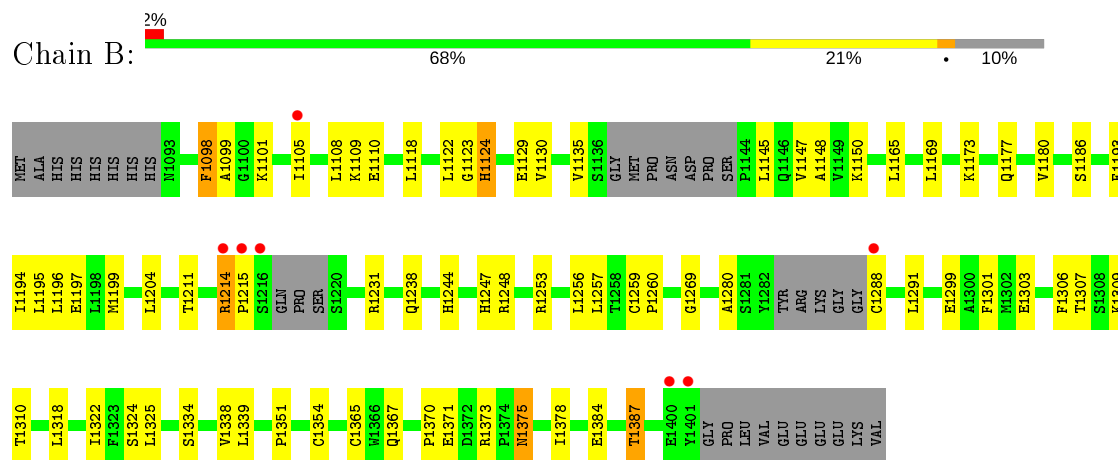 2%
Chain B:
68% 21% • 10%
MET ALA HIS HIS HIS HIS HIS HIS N1093 F1098 A1099 G1100 K1101 I1105 L1108 K1109 E1110 L1118 L1122 G1123 H1124 E1129 V1130 V1135 S1136 GLY MET PRO ASN ASP PRO SER P1144 L1145 Q1146 V1147 A1148 V1149 K1150 L1165 L1169 K1173 Q1177 V1180 S1186
I1194 L1195 L1196 E1197 L1198 M1199 L1204 T1211 R1214 P1215 S1216 GLN PRO SER S1220 R1231 Q1238 H1244 H1247 R1248 R1253 L1256 L1257 T1258 C1259 P1260 G1269 A1280 S1281 Y1282 TYR ARG LYS GLY GLY C1288 L1291 E1299 A1300 F1301 M1302 E1303 F1306 T1307 S1308 K1309
T1310 L1318 I1322 F1323 S1324 L1325 S1334 V1338 L1339 P1351 C1354 C1365 W1366 Q1367 P1370 E1371 D1372 R1373 P1374 N1375 I1378 E1384 T1387 E1400 Y1401 GLY PRO LEU VAL GLU GLU GLU GLU LYS VAL